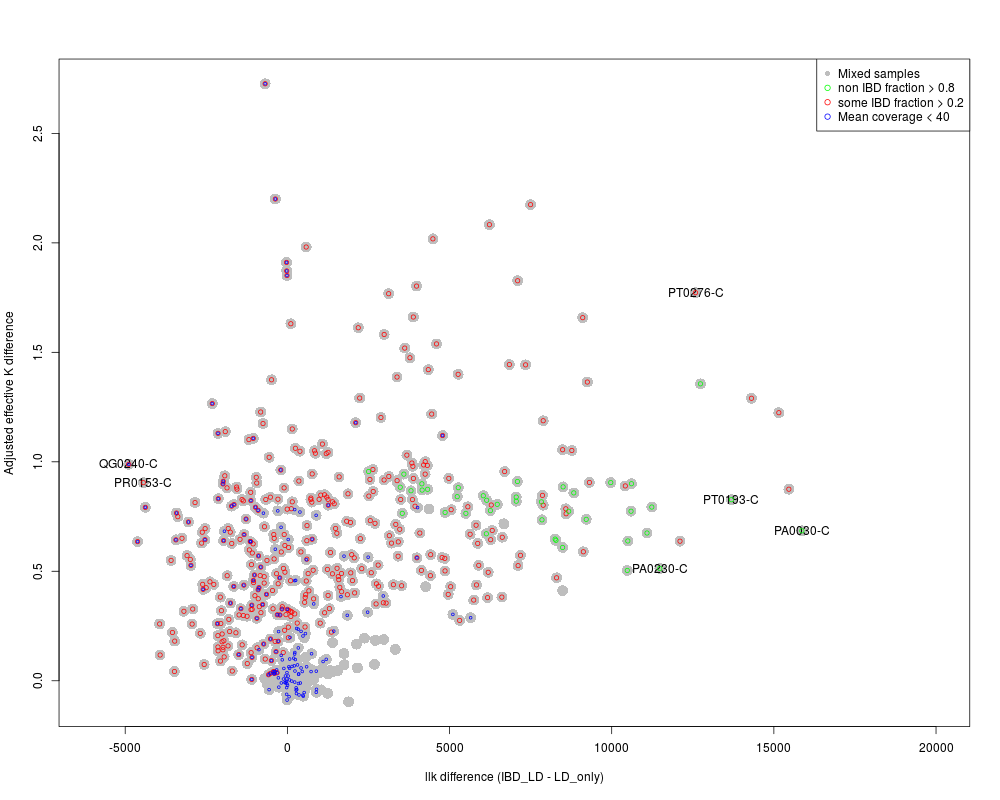 Mixed samples
non IBD fraction > 0.8
some IBD fraction > 0.2
Mean coverage < 40
2.5
2.0
1.5
1.0
0.5
0.0
Adjusted effective K difference
PT0276-C
QG0240-C
PR0153-C
PT0193-C
PA0030-C
PA0230-C
-5000 0 5000 10000 15000 20000
llk difference (IBD_LD - LD_only)